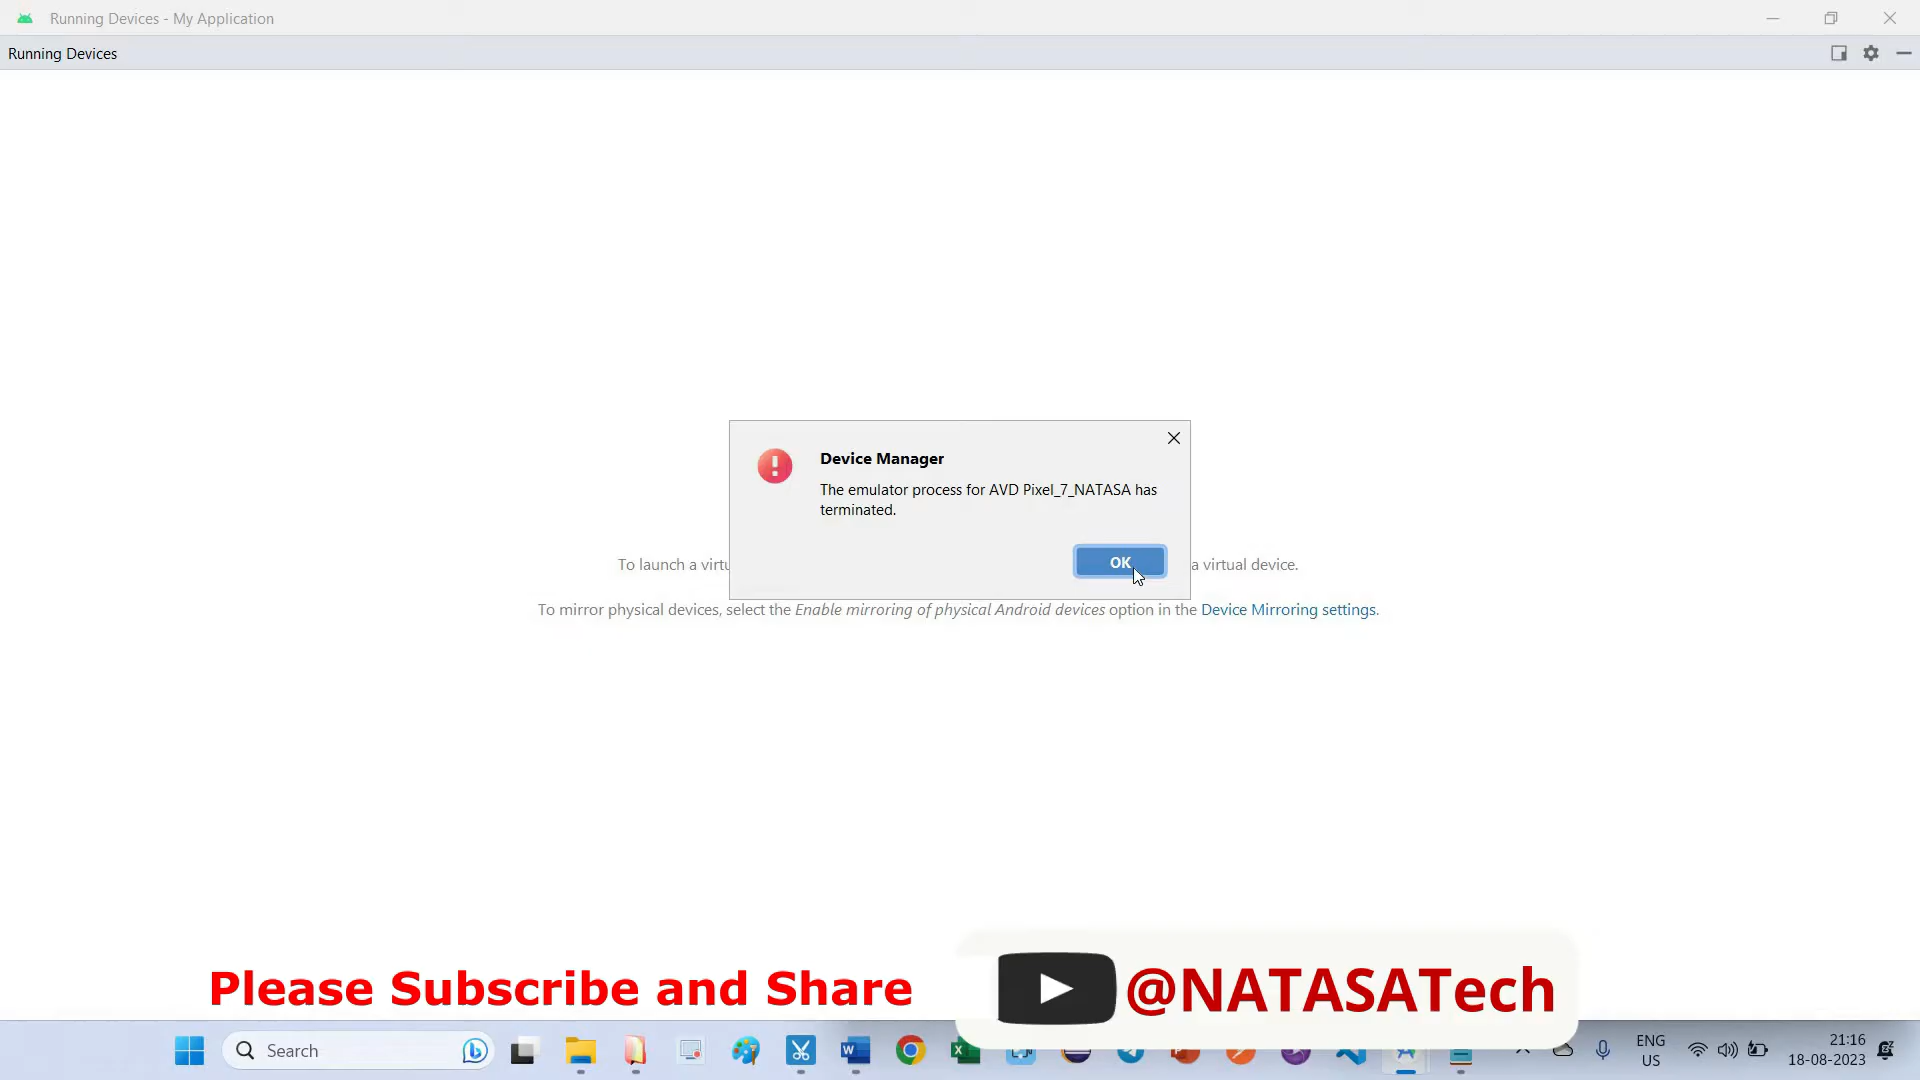 Running Devices - My Application
Running Devices
Device Manager
The emulator process for AVD Pixel_7_NATASA has
terminated.
OK
To launch a virtu
a virtual device.
To mirror physical devices, select the Enable mirroring of physical Android devices option in the Device Mirroring settings.
Please Subscribe and Share
@NATASATech
Search
ENG
US
21:16
18-08-2023